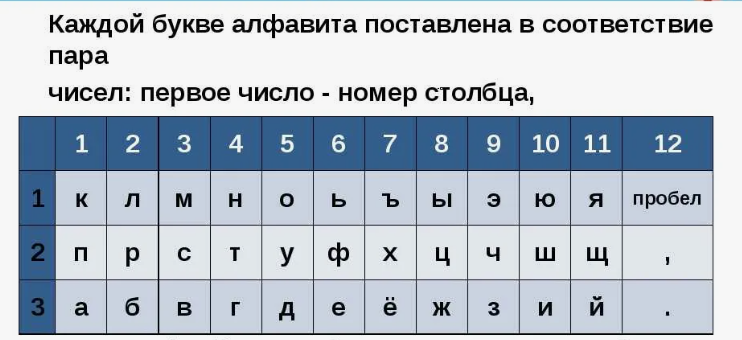 Каждой букве алфавита поставлена в соответствие
пара
чисел: первое число - номер столбца,
1 2 3 4 5 6 7 8 9 10 11 12
1 к л м н о ь ъ ы э ю я пробел
2 п р с т у ф х ц ч ш щ ,
3 а б в г д е ё ж з и й .